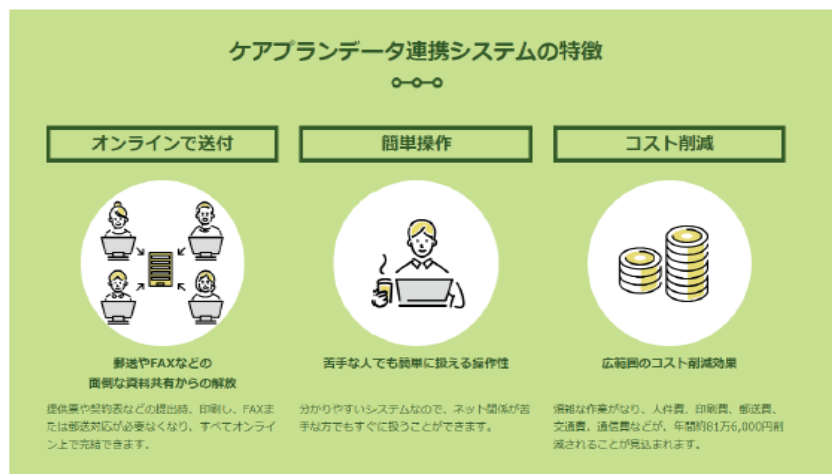 ケアプランデータ連携システムの特徴
オンラインで送付
簡単操作
コスト削減
郵送やFAXなどの
面倒な資料共有からの解放
苦手な人でも簡単に扱える操作性
広範囲のコスト削減効果
提供票や契約表などの提出時、印刷し、FAXま
たは郵送対応が必要なくなり、すべてオンライ
ン上で完結できます。
分かりやすいシステムなので、ネット関係が苦
手な方でもすぐに扱うことができます。
煩雑な作業がなり、人件費、印刷費、郵送費、
交通費、通信費などが、年間約81万6,000円削
減されることが見込まれます。